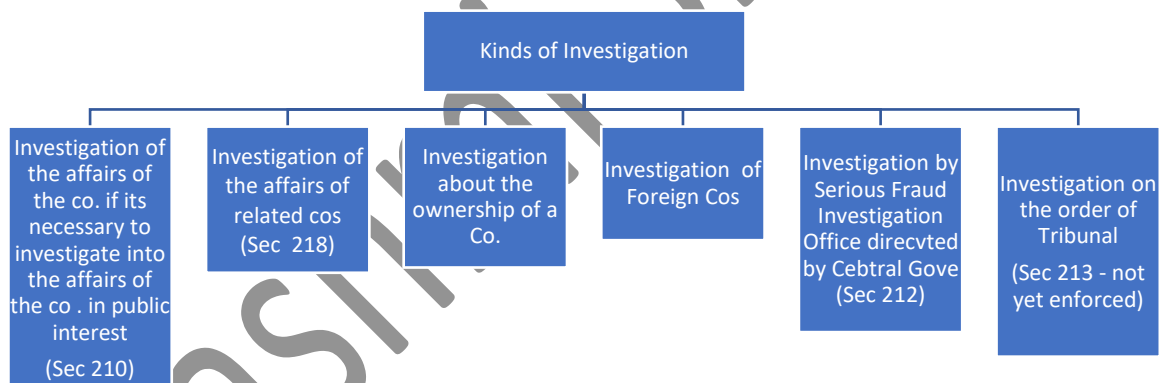 Kinds of Investigation
Investigation of
the affairs of
the co. if its
necessary to
investigate into
the affairs of
the co . in public
interest
(Sec 210)
Investigation of
the affairs of
related cos
(Sec 218)
Investigation
about the
ownership of a
Co.
Investigation of
Foreign Cos
Investigation by
Serious Fraud
Investigation
Office direcvted
by Cebtral Gove
(Sec 212)
Investigation on
the order of
Tribunal
(Sec 213 - not
yet enforced)